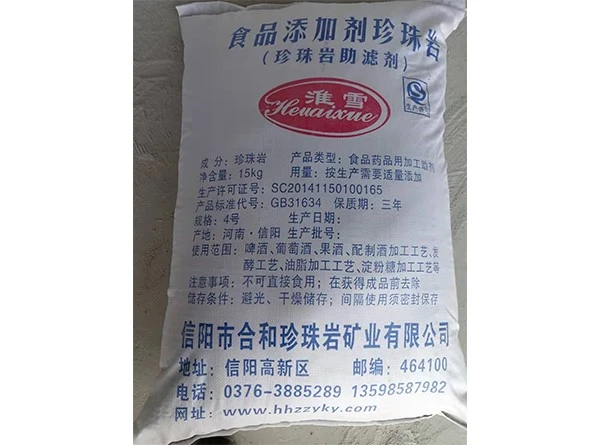 食品添加剂珍珠岩
(珍珠岩助滤剂)
淮雪
Heuaixue
成 分: 珍珠岩 产品类型: 食品药品用加工助剂
净含量: 15kg 用量: 按生产需要适量添加
生产许可证号: SC20141150100165
产品标准代号: GB31634 保质期: 三年
规格: 4号 生产日期:
产地: 河南·信阳 生产批号:
使用范围: 啤酒、葡萄酒、果酒、配制酒加工工艺、发
酵工艺、油脂加工工艺、淀粉糖加工工艺等
注意事项: 不可直接食用; 在获得成品前去除
储存条件: 避光、干燥储存; 间隔使用须密封保存
信阳市合和珍珠岩矿业有限公司
地址: 信阳高新区 邮编: 464100
电话: 0376-3885289 13598587982
网址: www.hhzzyky.com